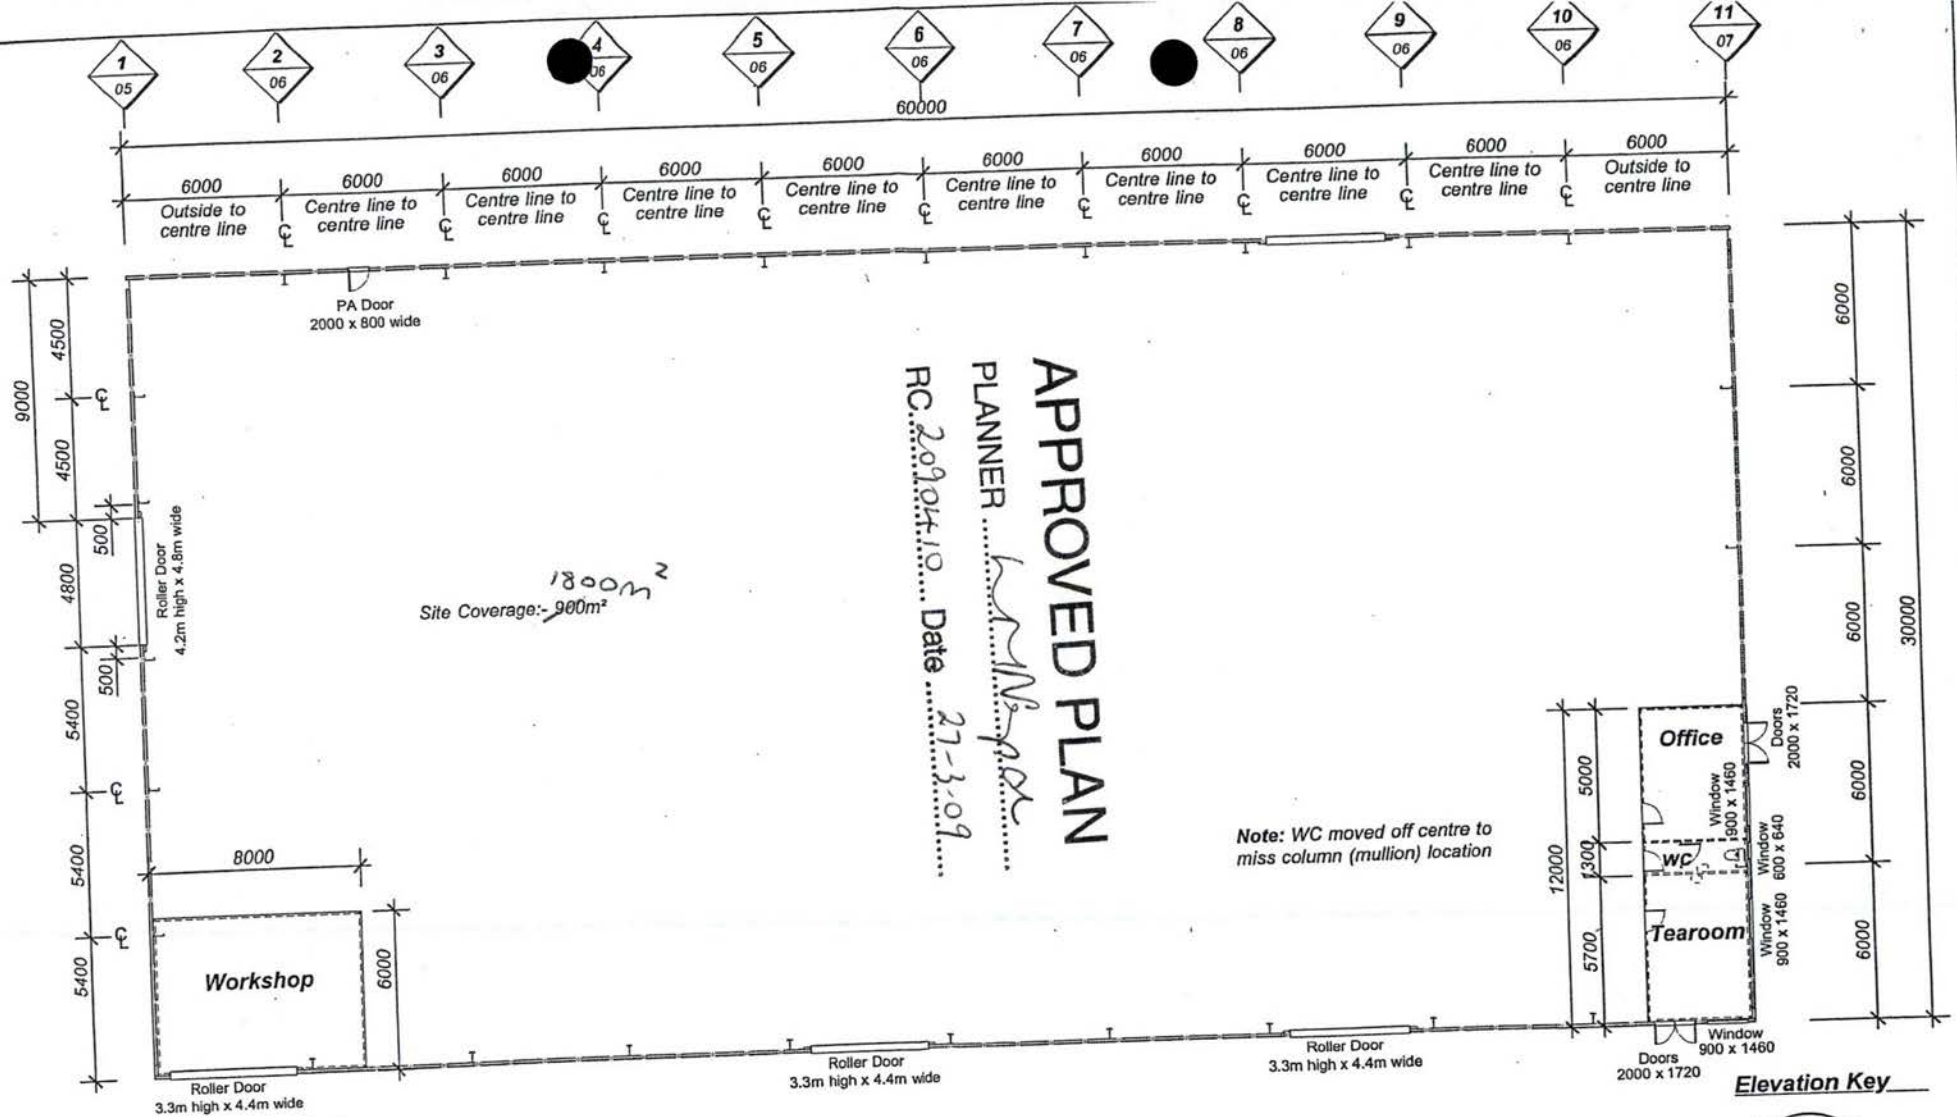 1
05
2
06
3
06
4
06
5
06
6
06
7
06
8
06
9
06
10
06
11
07
60000
6000
6000
6000
6000
6000
6000
6000
6000
6000
6000
Outside to
centre line
Centre line to
centre line
Centre line to
centre line
Centre line to
centre line
Centre line to
centre line
Centre line to
centre line
Centre line to
centre line
Centre line to
centre line
Centre line to
centre line
Outside to
centre line
PA Door
2000 x 800 wide
9000
4500
4500
500
4800
500
5400
5400
5400
Roller Door
4.2m high x 4.8m wide
1800m²
Site Coverage:- 900m²
APPROVED PLAN
PLANNER
RC. 2090410 Date 27-3-09
8000
6000
Workshop
Note: WC moved off centre to
miss column (mullion) location
12000
5000
1300
5700
Office
WC
Tearoom
Window
900 x 1460
Doors
2000 x 1720
Window
600 x 640
Window
900 x 1460
6000
6000
6000
6000
6000
30000
Roller Door
3.3m high x 4.4m wide
Roller Door
3.3m high x 4.4m wide
Roller Door
3.3m high x 4.4m wide
Doors
2000 x 1720
Window
900 x 1460
Elevation Key